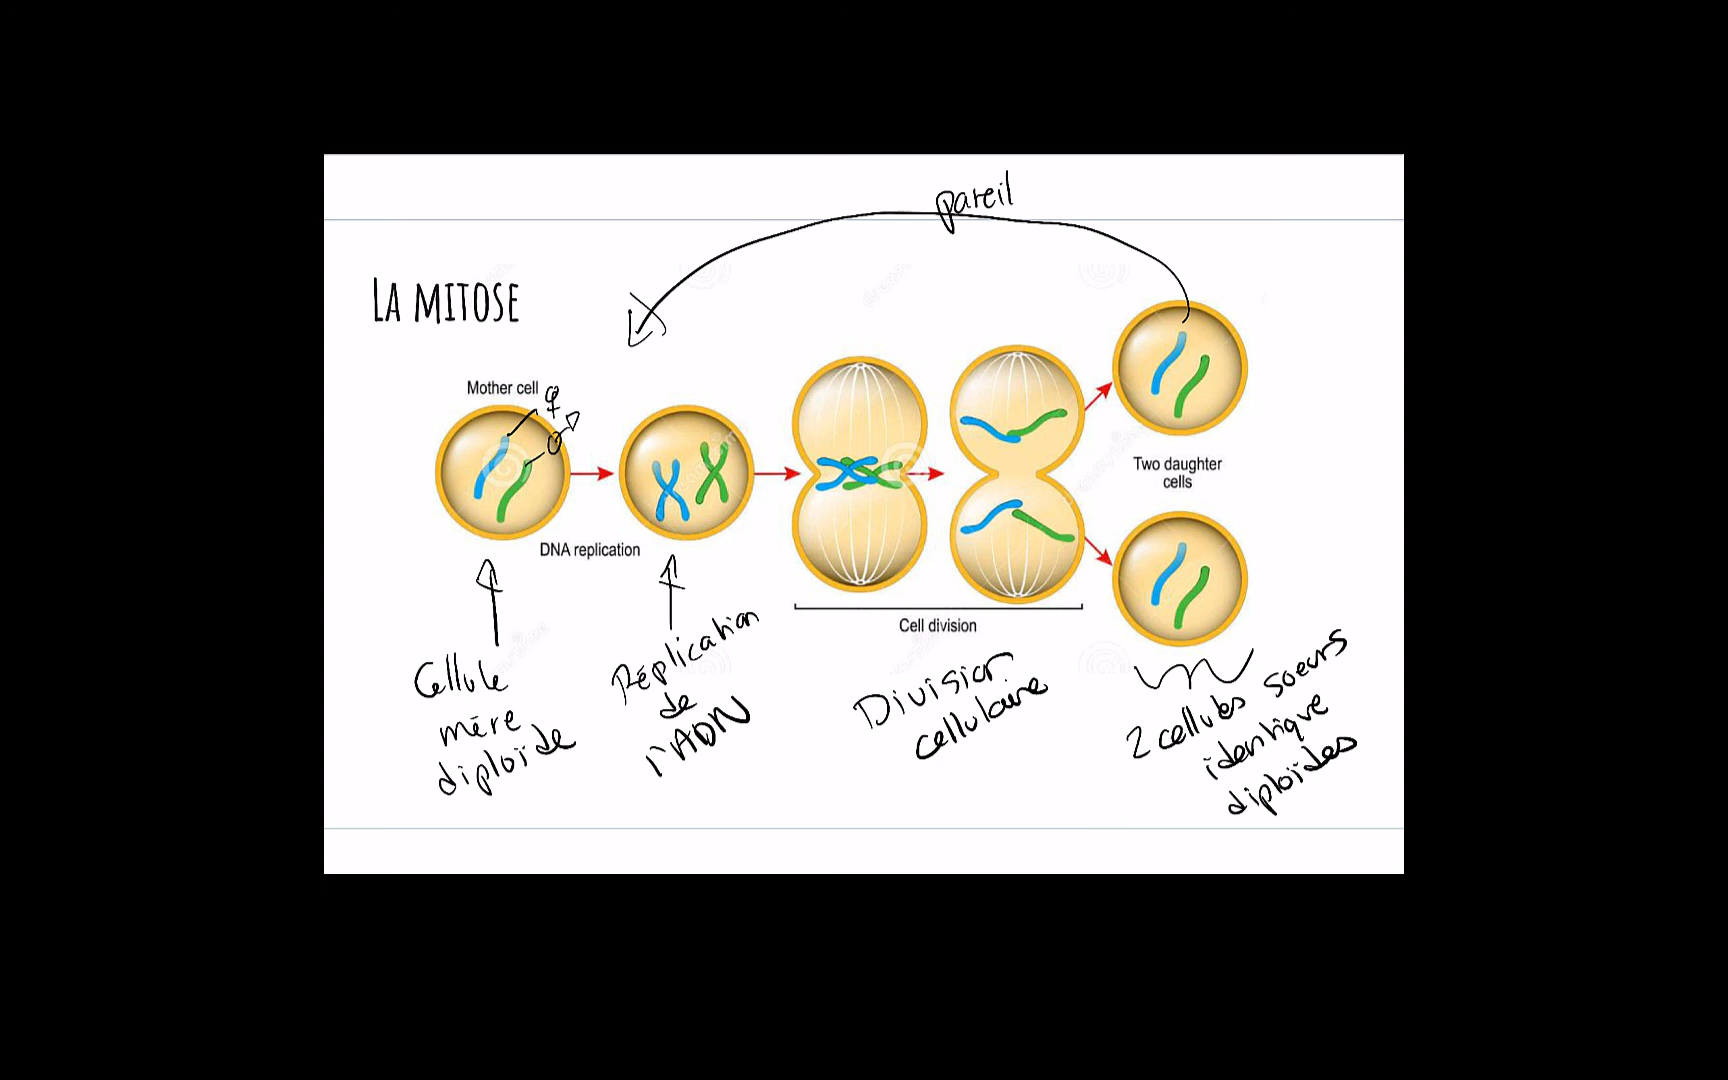 pareil
LA MITOSE
Mother cell
♀
♂
DNA replication
Cell division
Two daughter
cells
Cellule
mère
diploïde
Réplication
de
l'ADN
Division
cellulaire
2 cellules soeurs
identique
diploïdes